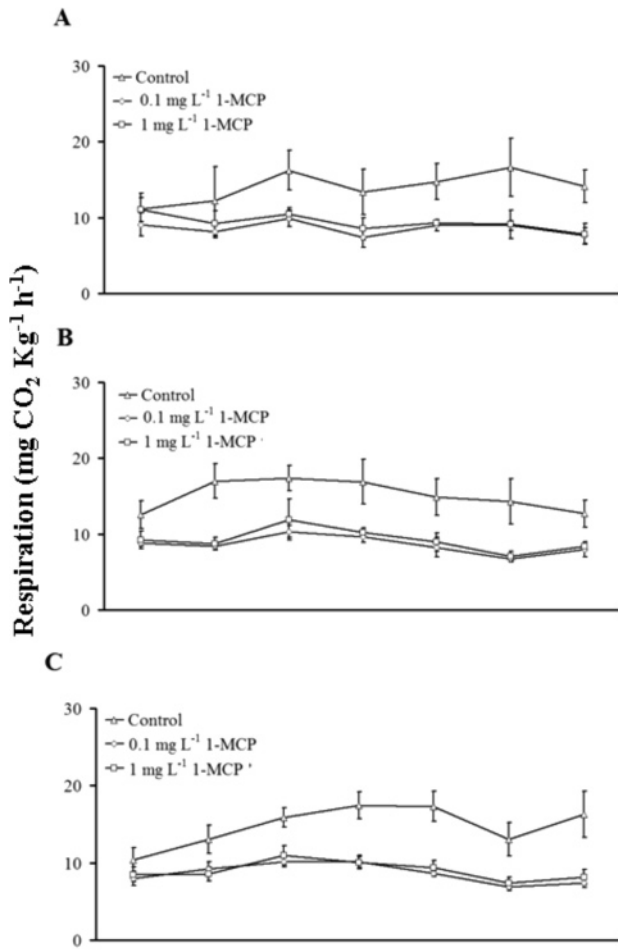 A
30
Control
0.1 mg L⁻¹ 1-MCP
1 mg L⁻¹ 1-MCP
20
10
0
Respiration (mg CO₂ Kg⁻¹ h⁻¹)
B
30
Control
0.1 mg L⁻¹ 1-MCP
1 mg L⁻¹ 1-MCP
20
10
0
C
30
Control
0.1 mg L⁻¹ 1-MCP
1 mg L⁻¹ 1-MCP
20
10
0